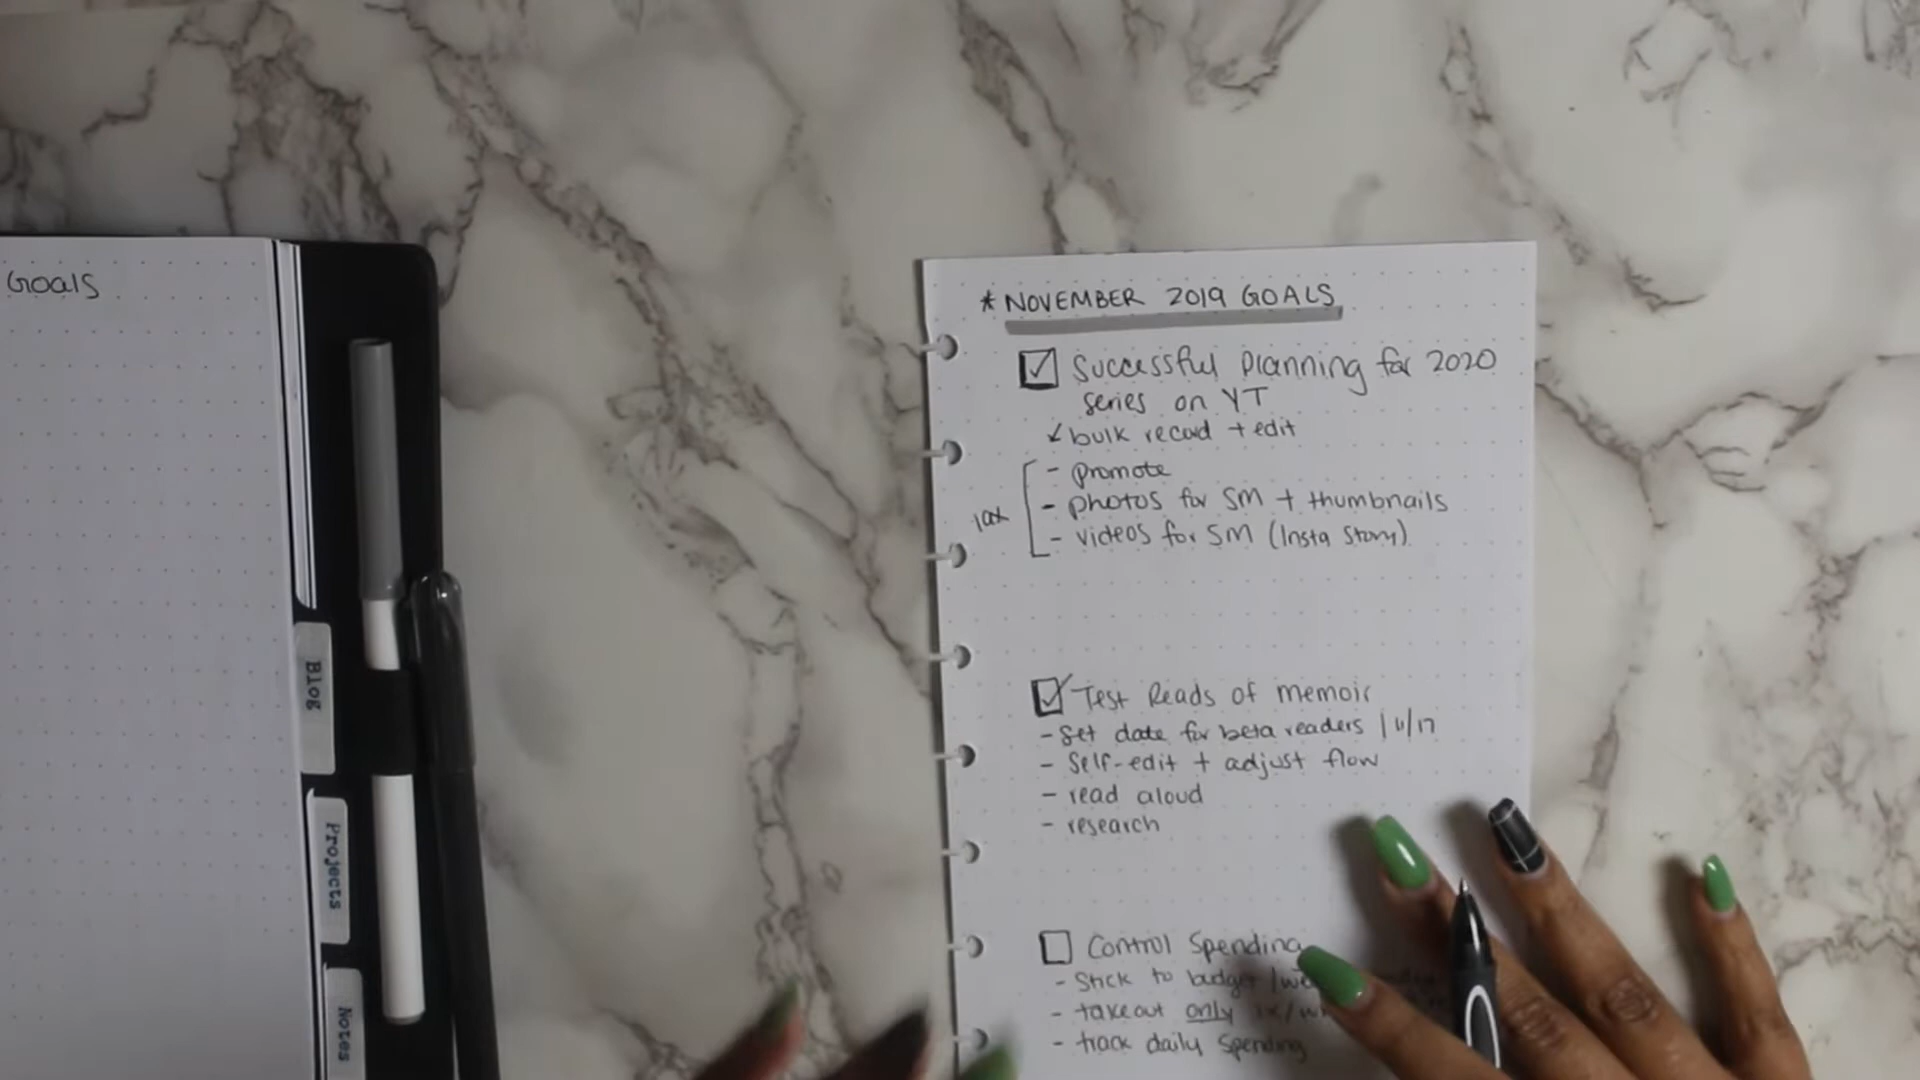 Goals
Blog
Projects
Notes
* NOVEMBER 2019 GOALS
Successful planning for 2020
series on YT
bulk record + edit
- promote
- photos for SM + thumbnails
- videos for SM (Insta Story)
- Test Reads of memoir
- Set date for beta readers | 11/17
- Self-edit + adjust flow
- read aloud
- research
Control Spending
- Stick to budget
- takeout only 1x/
- track daily spending